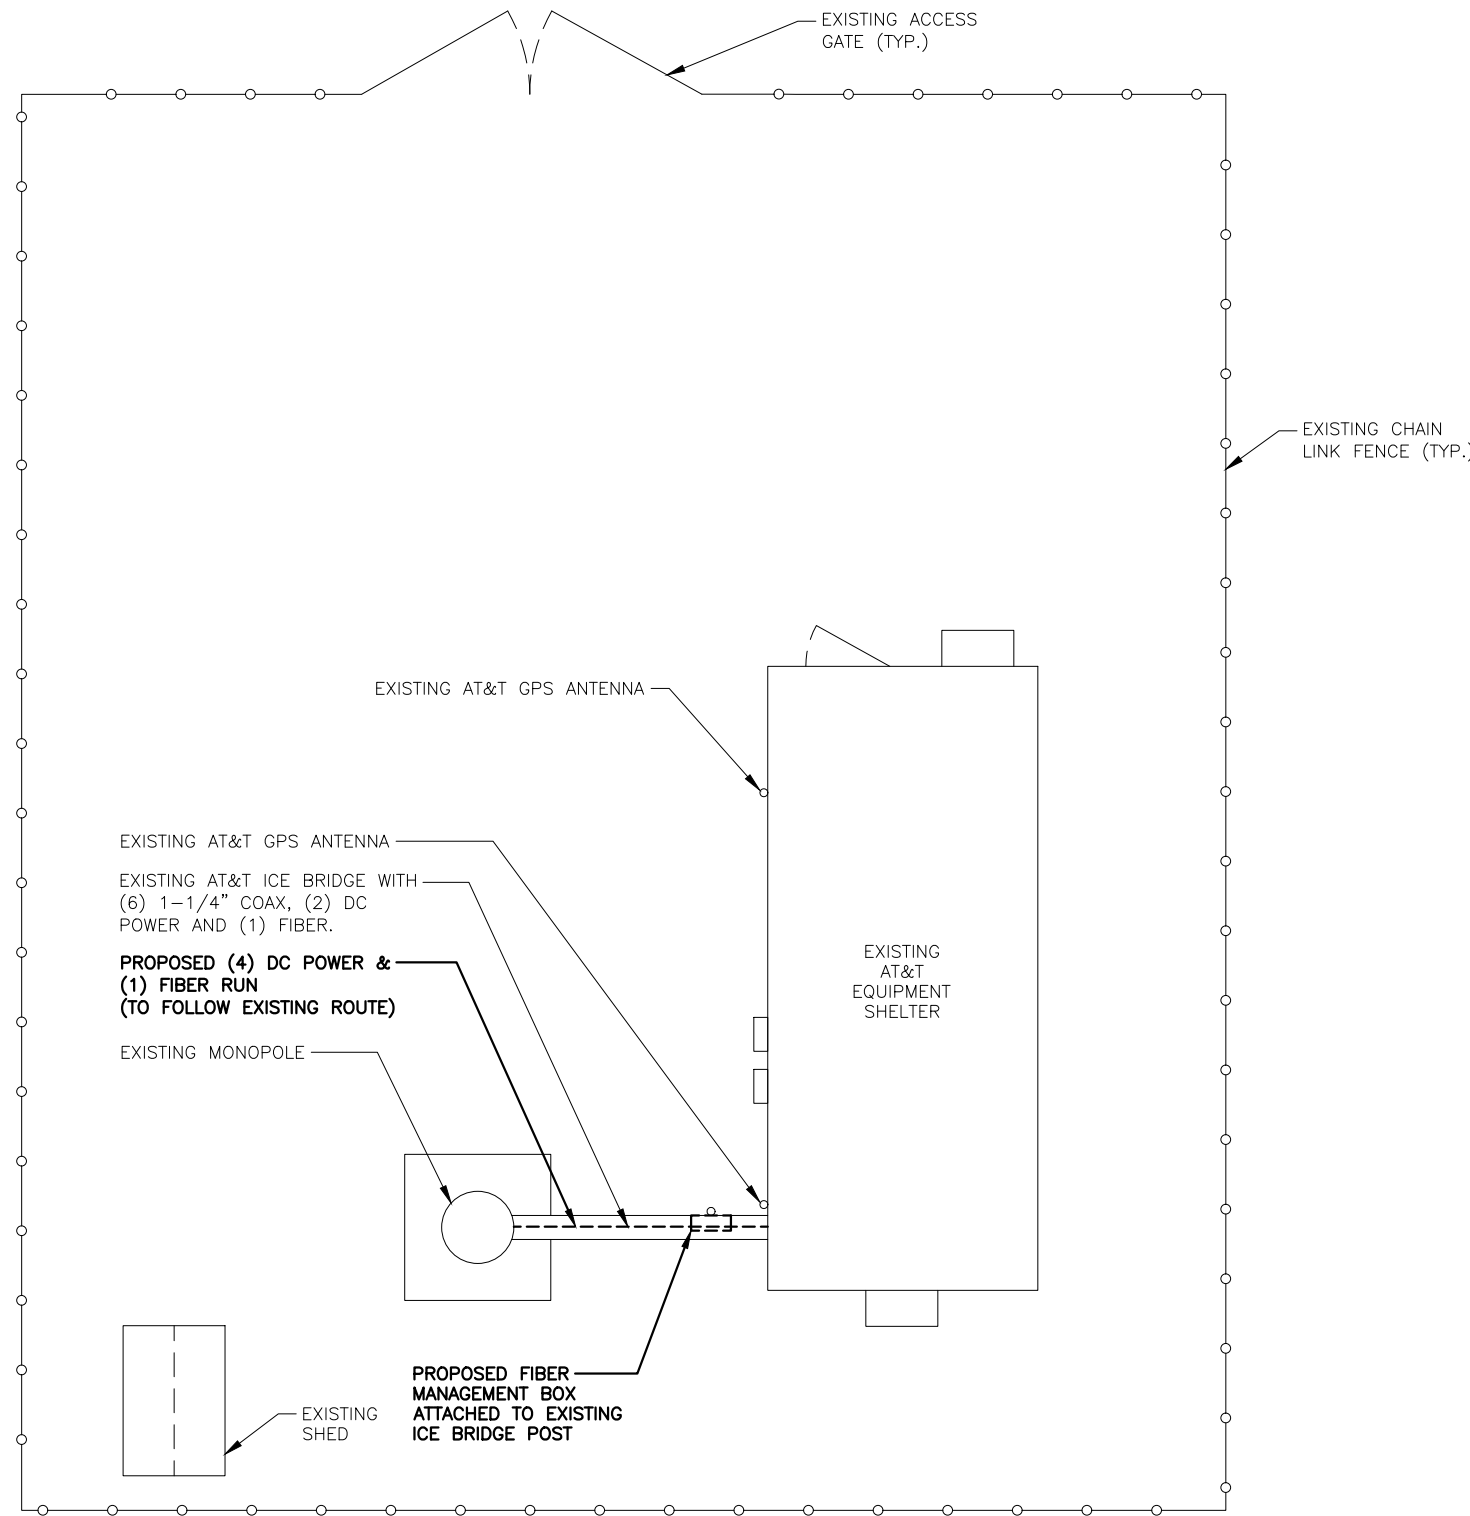 EXISTING ACCESS
GATE (TYP.)
EXISTING CHAIN
LINK FENCE (TYP.)
EXISTING AT&T GPS ANTENNA
EXISTING AT&T GPS ANTENNA
EXISTING AT&T ICE BRIDGE WITH
(6) 1-1/4" COAX, (2) DC
POWER AND (1) FIBER.
PROPOSED (4) DC POWER &
(1) FIBER RUN
(TO FOLLOW EXISTING ROUTE)
EXISTING MONOPOLE
EXISTING
AT&T
EQUIPMENT
SHELTER
PROPOSED FIBER
MANAGEMENT BOX
ATTACHED TO EXISTING
ICE BRIDGE POST
EXISTING
SHED